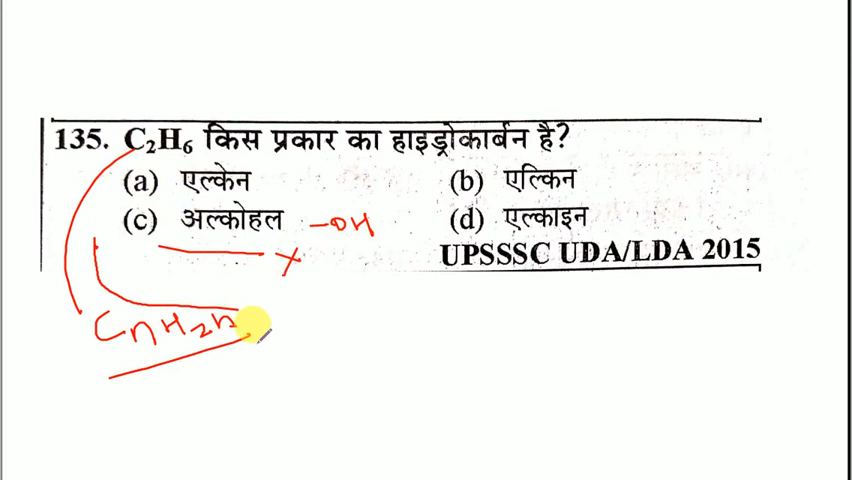 135. C₂H₆ किस प्रकार का हाइड्रोकार्बन है?
(a) एल्केन (b) एल्किन
(c) अल्कोहल -OH (d) एल्काइन
UPSSSC UDA/LDA 2015
CnH2n